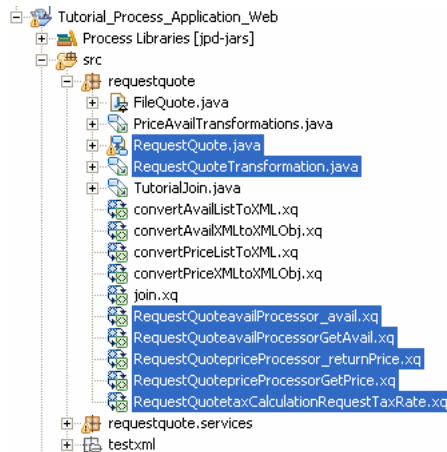 Tutorial_Process_Application_Web
Process Libraries [jpd-jars]
src
requestquote
FileQuote.java
PriceAvailTransformations.java
RequestQuote.java
RequestQuoteTransformation.java
TutorialJoin.java
convertAvailListToXML.xq
convertAvailXMLtoXMLObj.xq
convertPriceListToXML.xq
convertPriceXMLtoXMLObj.xq
join.xq
RequestQuoteavailProcessor_avail.xq
RequestQuoteavailProcessorGetAvail.xq
RequestQuotepriceProcessor_returnPrice.xq
RequestQuotepriceProcessorGetPrice.xq
RequestQuotetaxCalculationRequestTaxRate.xq
requestquote.services
testxml